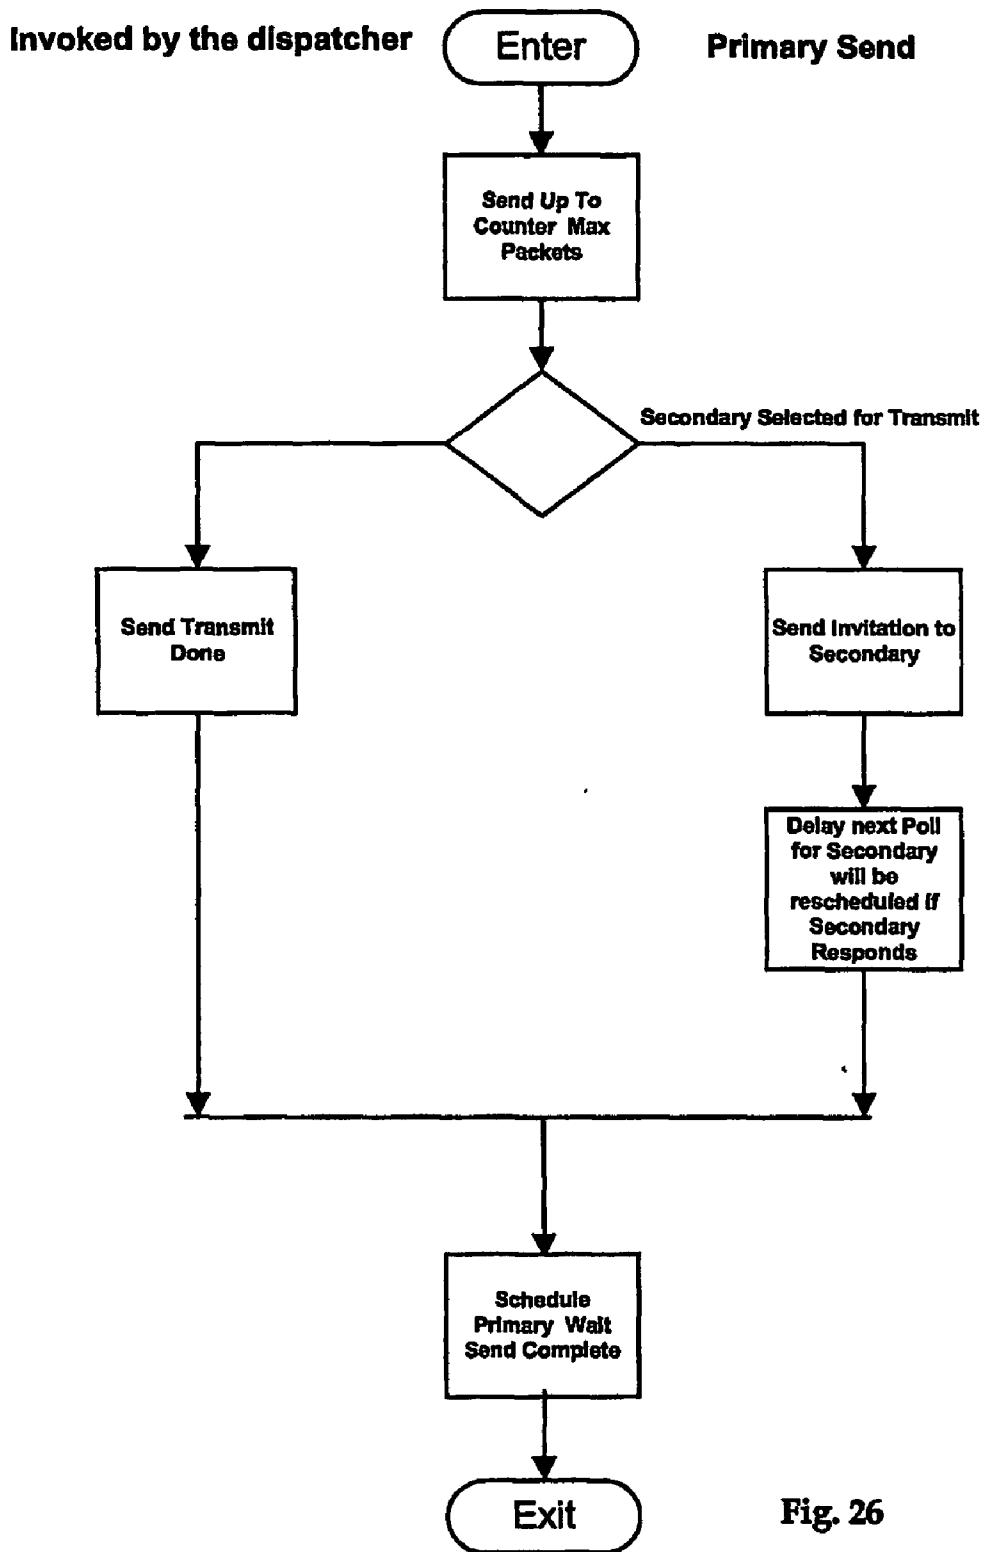 Invoked by the dispatcher
Enter
Primary Send
Send Up To
Counter Max
Packets
Secondary Selected for Transmit
Send Transmit
Done
Send Invitation to
Secondary
Delay next Poll
for Secondary
will be
rescheduled if
Secondary
Responds
Schedule
Primary Wait
Send Complete
Exit
Fig. 26